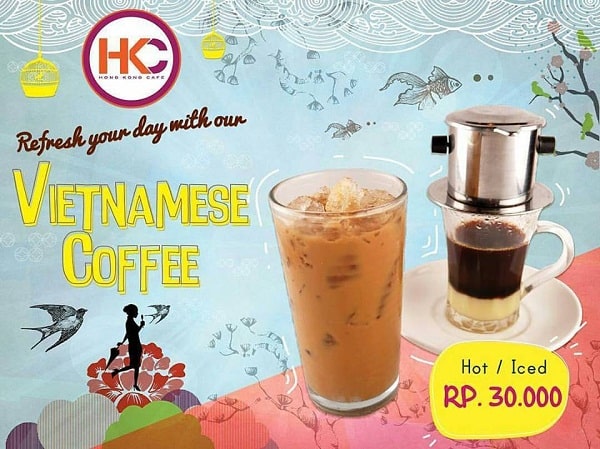 HKC
HONG KONG CAFE
Refresh your day with our
VIETNAMESE
COFFEE
Hot / Iced
RP. 30.000